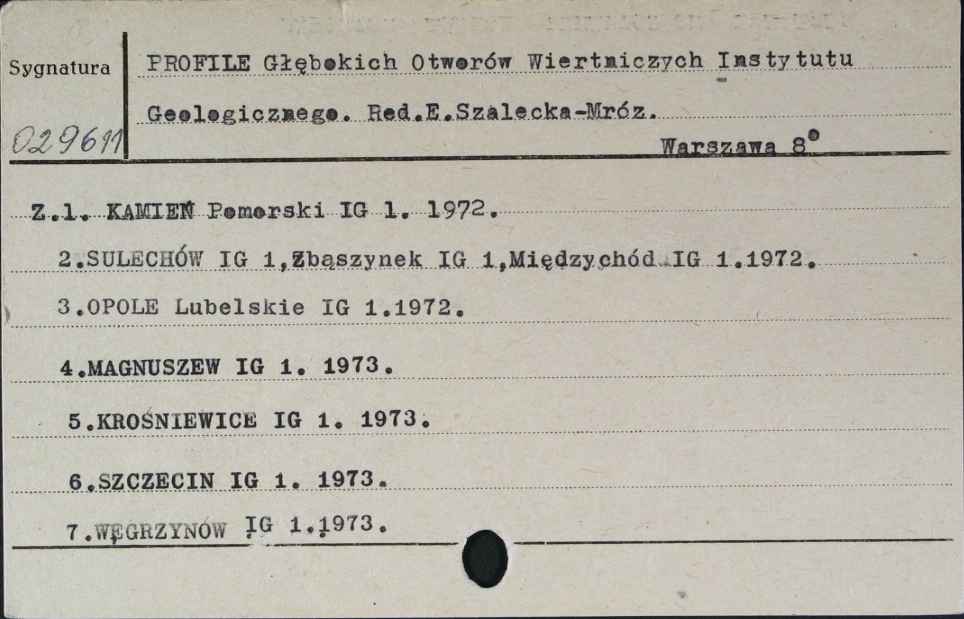 Sygnatura
029611
PROFILE Głębokich Otworów Wiertniczych Instytutu
Geologicznego. Red.E.Szalecka-Mróz.
Warszawa 8°
Z.1. KAMIEŃ Pomorski IG 1. 1972.
2.SULECHÓW IG 1,Zbąszynek IG 1,Międzychód IG 1.1972.
3.OPOLE Lubelskie IG 1.1972.
4.MAGNUSZEW IG 1. 1973.
5.KROŚNIEWICE IG 1. 1973.
6.SZCZECIN IG 1. 1973.
7.WĘGRZYNÓW IG 1.1973.